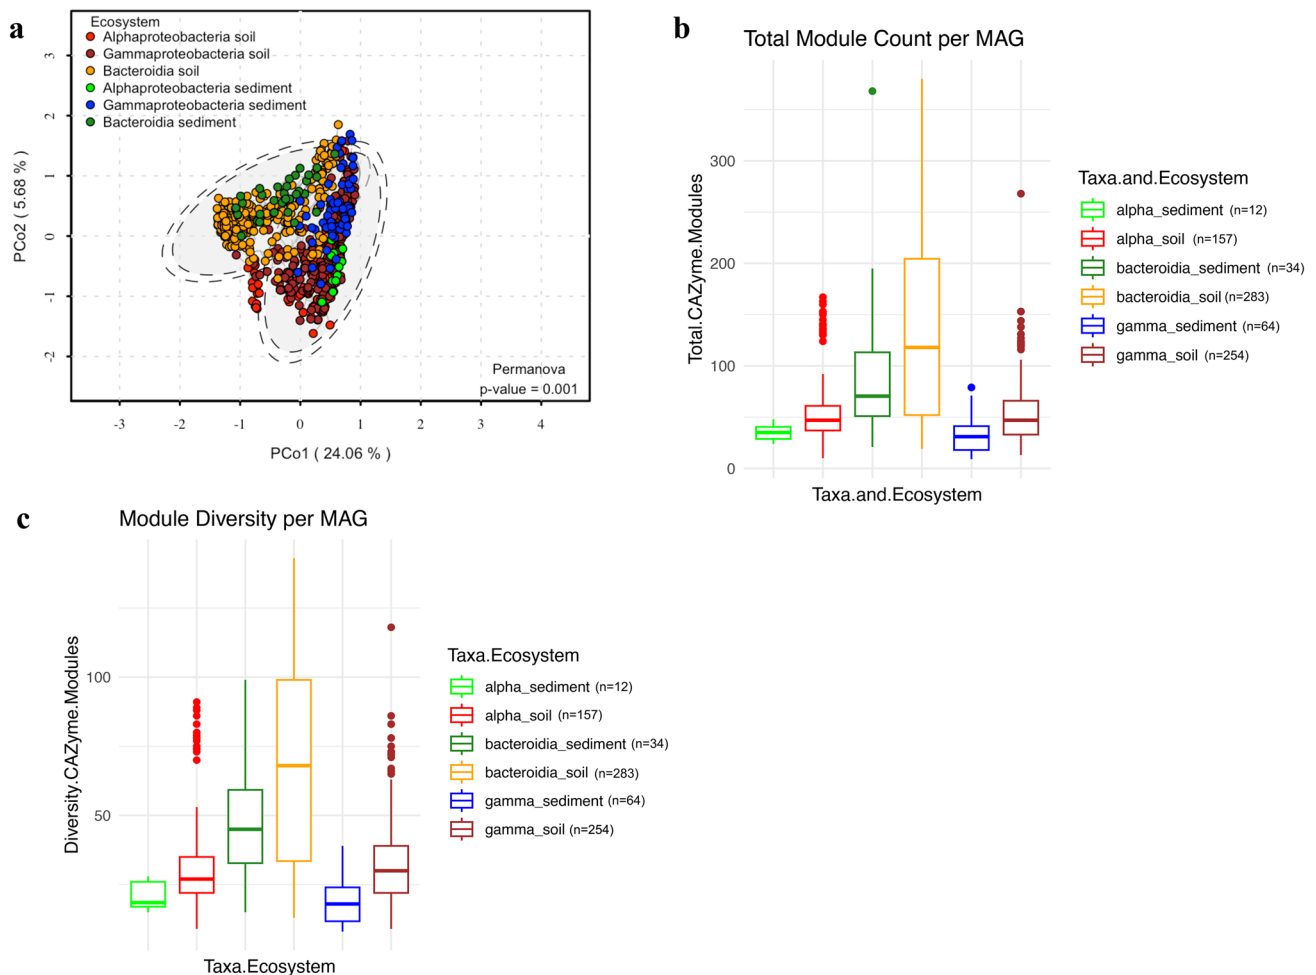 a
Ecosystem
Alphaproteobacteria soil
Gammaproteobacteria soil
Bacteroidia soil
Alphaproteobacteria sediment
Gammaproteobacteria sediment
Bacteroidia sediment
3
2
1
0
-1
-2
PCo2 ( 5.68 % )
Permanova
p-value = 0.001
-3 -2 -1 0 1 2 3 4
PCo1 ( 24.06 % )
b
Total Module Count per MAG
300
200
100
0
Total.CAZyme.Modules
Taxa.and.Ecosystem
Taxa.and.Ecosystem
alpha_sediment (n=12)
alpha_soil (n=157)
bacteroidia_sediment (n=34)
bacteroidia_soil (n=283)
gamma_sediment (n=64)
gamma_soil (n=254)
c
Module Diversity per MAG
100
50
Diversity.CAZyme.Modules
Taxa.Ecosystem
Taxa.Ecosystem
alpha_sediment (n=12)
alpha_soil (n=157)
bacteroidia_sediment (n=34)
bacteroidia_soil (n=283)
gamma_sediment (n=64)
gamma_soil (n=254)